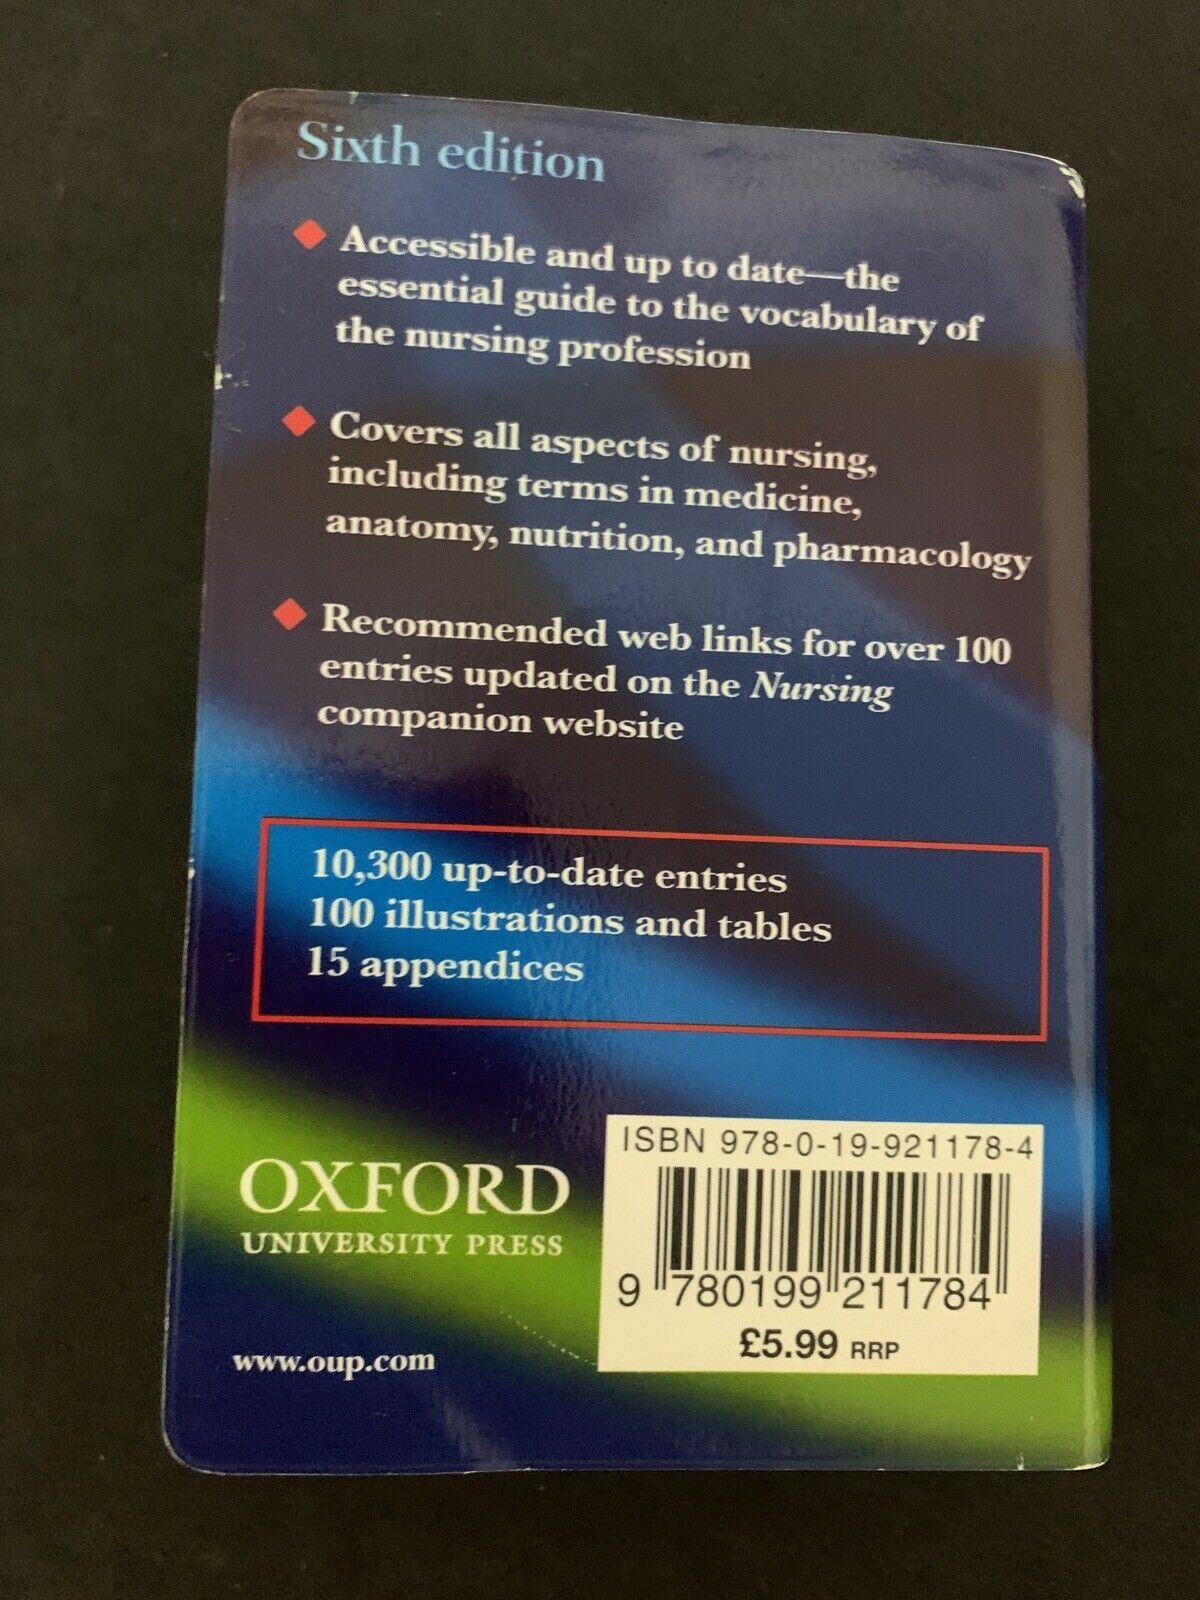 Sixth edition
Accessible and up to date—the
essential guide to the vocabulary of
the nursing profession
Covers all aspects of nursing,
including terms in medicine,
anatomy, nutrition, and pharmacology
Recommended web links for over 100
entries updated on the Nursing
companion website
10,300 up-to-date entries
100 illustrations and tables
15 appendices
OXFORD
UNIVERSITY PRESS
www.oup.com
ISBN 978-0-19-921178-4
9 780199 211784
£5.99 RRP